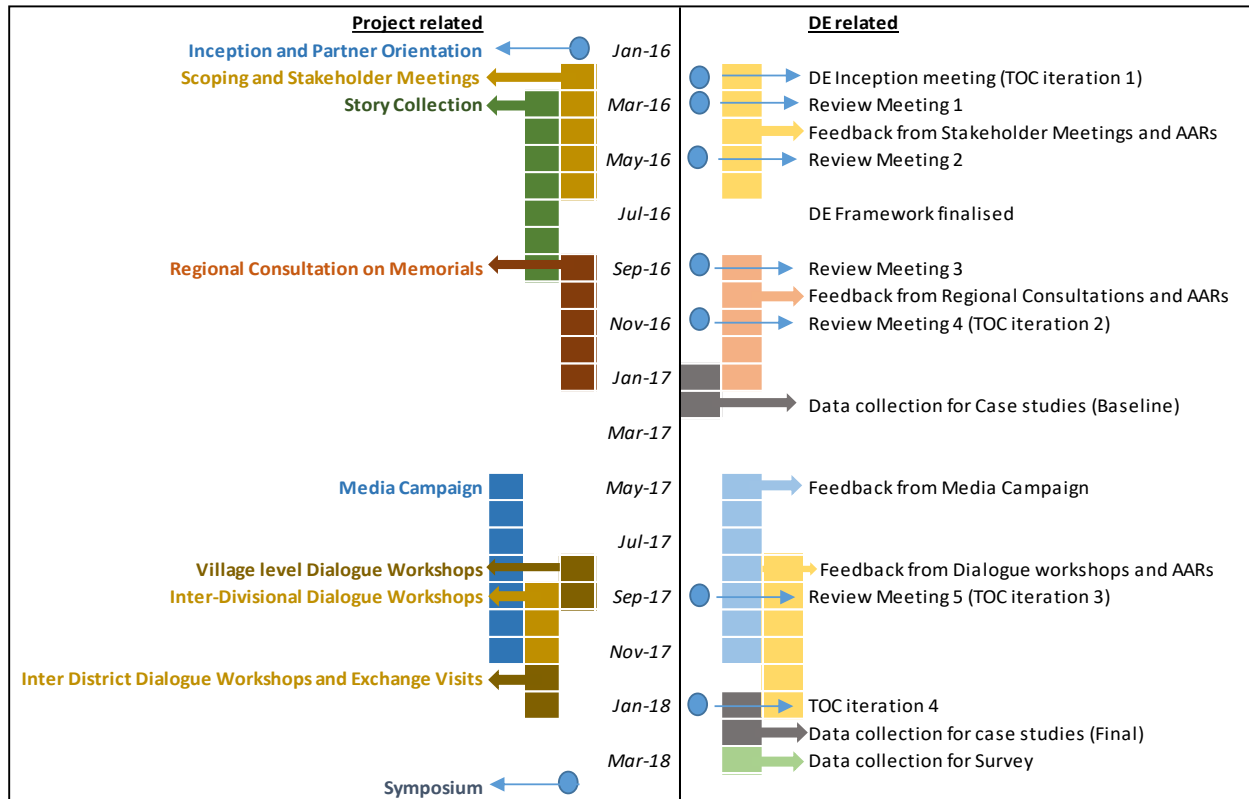 Project related
DE related
Inception and Partner Orientation
Jan-16
Scoping and Stakeholder Meetings
DE Inception meeting (TOC iteration 1)
Story Collection
Mar-16
Review Meeting 1
Feedback from Stakeholder Meetings and AARs
May-16
Review Meeting 2
Jul-16
DE Framework finalised
Regional Consultation on Memorials
Sep-16
Review Meeting 3
Feedback from Regional Consultations and AARs
Nov-16
Review Meeting 4 (TOC iteration 2)
Jan-17
Data collection for Case studies (Baseline)
Mar-17
Media Campaign
May-17
Feedback from Media Campaign
Jul-17
Village level Dialogue Workshops
Feedback from Dialogue workshops and AARs
Inter-Divisional Dialogue Workshops
Sep-17
Review Meeting 5 (TOC iteration 3)
Nov-17
Inter District Dialogue Workshops and Exchange Visits
Jan-18
TOC iteration 4
Data collection for case studies (Final)
Mar-18
Data collection for Survey
Symposium